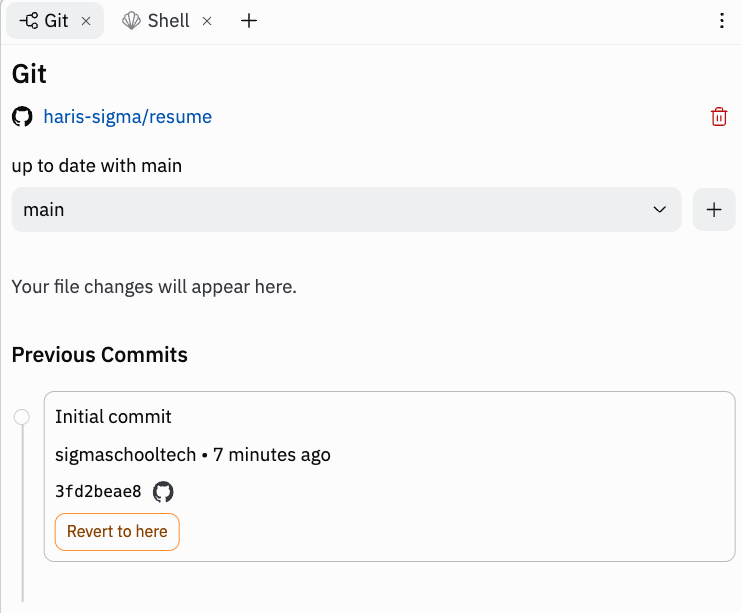 Git × Shell ×
Git
haris-sigma/resume
up to date with main
main
Your file changes will appear here.
Previous Commits
Initial commit
sigmaschooltech • 7 minutes ago
3fd2beae8
Revert to here